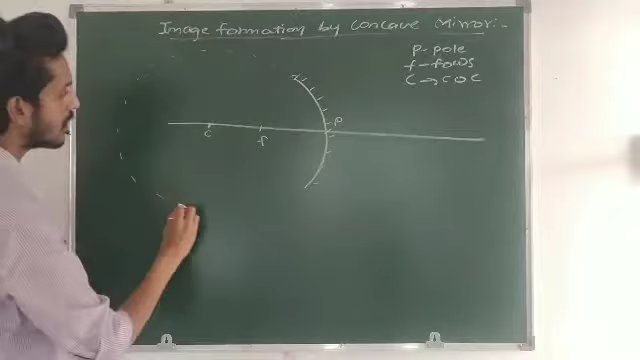 Image formation by Concave Mirror:-
P- pole
f - focus
C → C O C
P
C
f